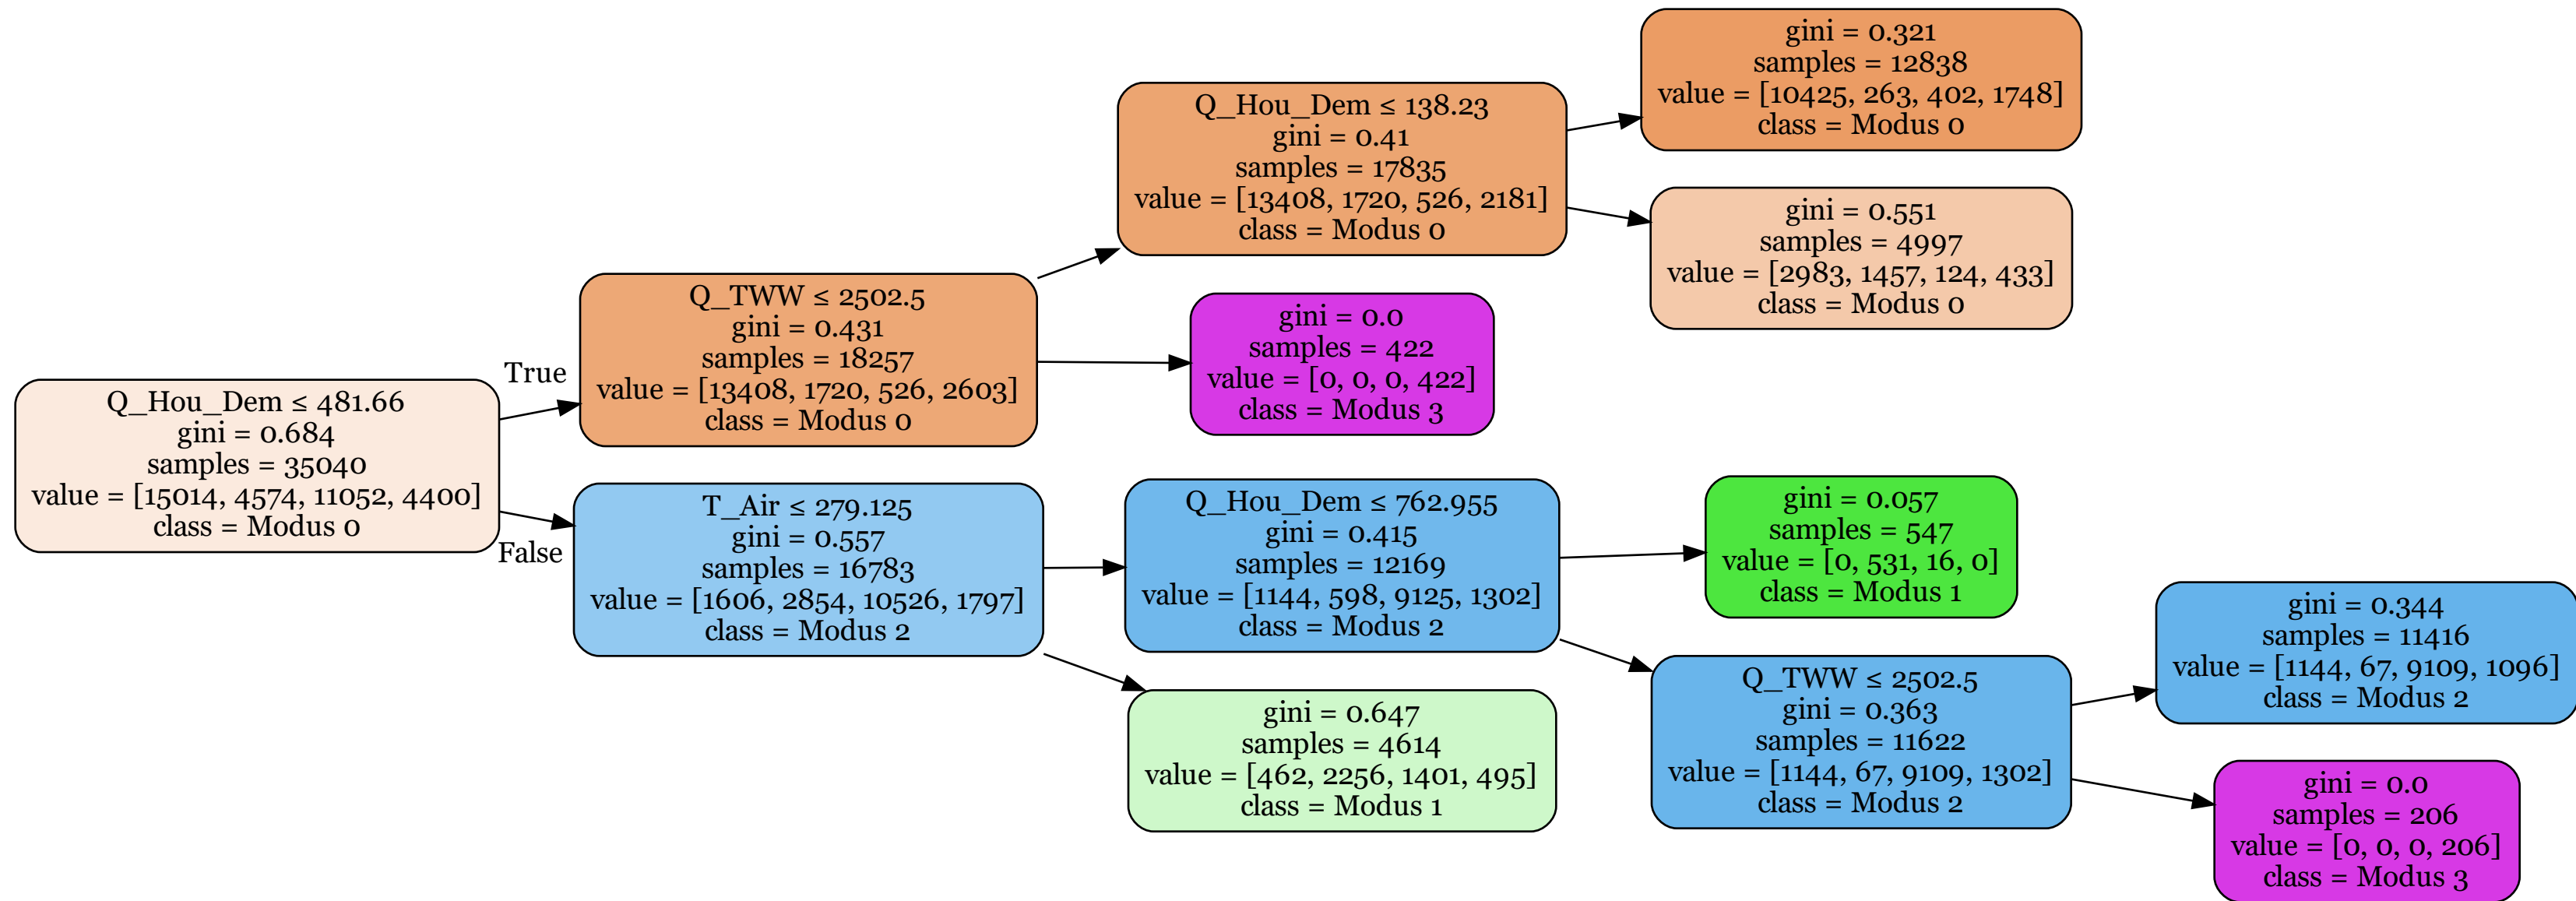 Q_Hou_Dem ≤ 481.66
gini = 0.684
samples = 35040
value = [15014, 4574, 11052, 4400]
class = Modus 0
True
False
Q_TWW ≤ 2502.5
gini = 0.431
samples = 18257
value = [13408, 1720, 526, 2603]
class = Modus 0
T_Air ≤ 279.125
gini = 0.557
samples = 16783
value = [1606, 2854, 10526, 1797]
class = Modus 2
Q_Hou_Dem ≤ 138.23
gini = 0.41
samples = 17835
value = [13408, 1720, 526, 2181]
class = Modus 0
gini = 0.0
samples = 422
value = [0, 0, 0, 422]
class = Modus 3
Q_Hou_Dem ≤ 762.955
gini = 0.415
samples = 12169
value = [1144, 598, 9125, 1302]
class = Modus 2
gini = 0.647
samples = 4614
value = [462, 2256, 1401, 495]
class = Modus 1
gini = 0.321
samples = 12838
value = [10425, 263, 402, 1748]
class = Modus 0
gini = 0.551
samples = 4997
value = [2983, 1457, 124, 433]
class = Modus 0
gini = 0.057
samples = 547
value = [0, 531, 16, 0]
class = Modus 1
Q_TWW ≤ 2502.5
gini = 0.363
samples = 11622
value = [1144, 67, 9109, 1302]
class = Modus 2
gini = 0.344
samples = 11416
value = [1144, 67, 9109, 1096]
class = Modus 2
gini = 0.0
samples = 206
value = [0, 0, 0, 206]
class = Modus 3